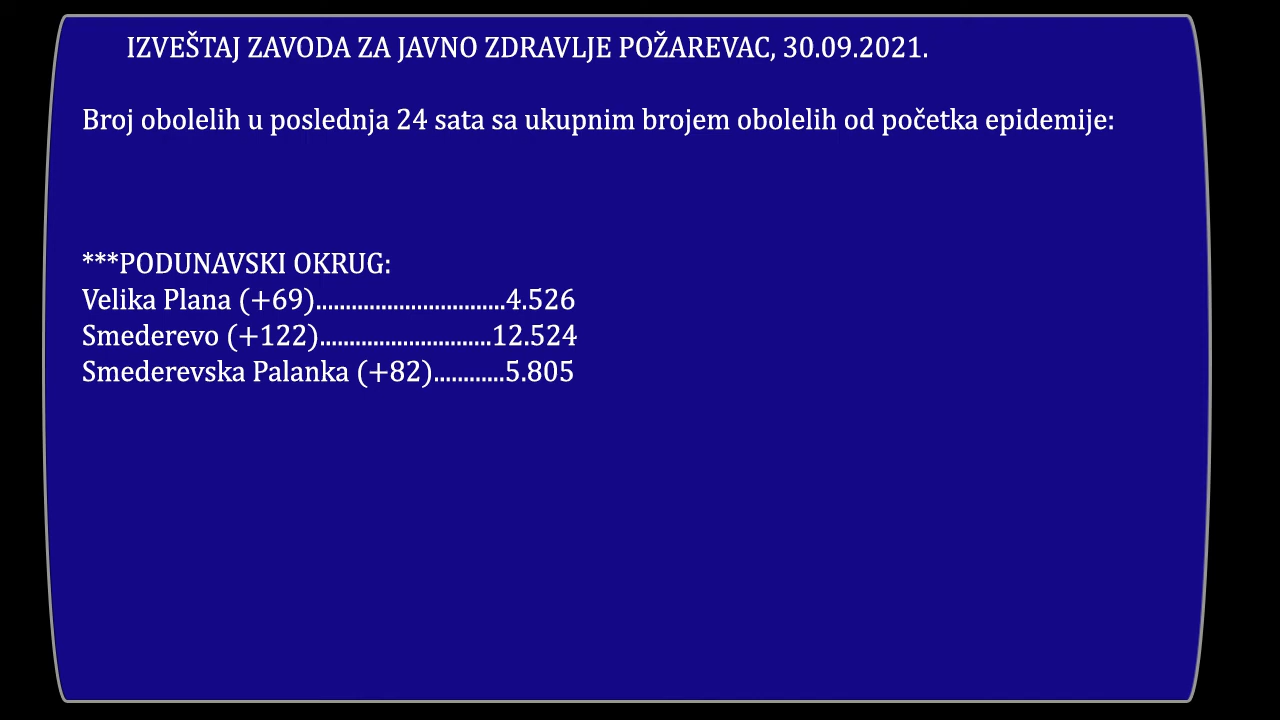 IZVEŠTAJ ZAVODA ZA JAVNO ZDRAVLJE POŽAREVAC, 30.09.2021.
Broj obolelih u poslednja 24 sata sa ukupnim brojem obolelih od početka epidemije:
***PODUNAVSKI OKRUG:
Velika Plana (+69)................................4.526
Smederevo (+122).............................12.524
Smederevska Palanka (+82)............5.805